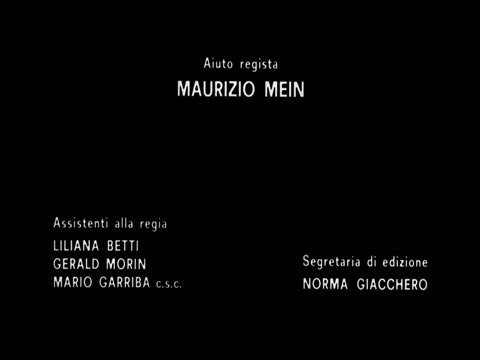 Aiuto regista
MAURIZIO MEIN
Assistenti alla regia
LILIANA BETTI
GERALD MORIN
MARIO GARRIBA c.s.c.
Segretaria di edizione
NORMA GIACCHERO